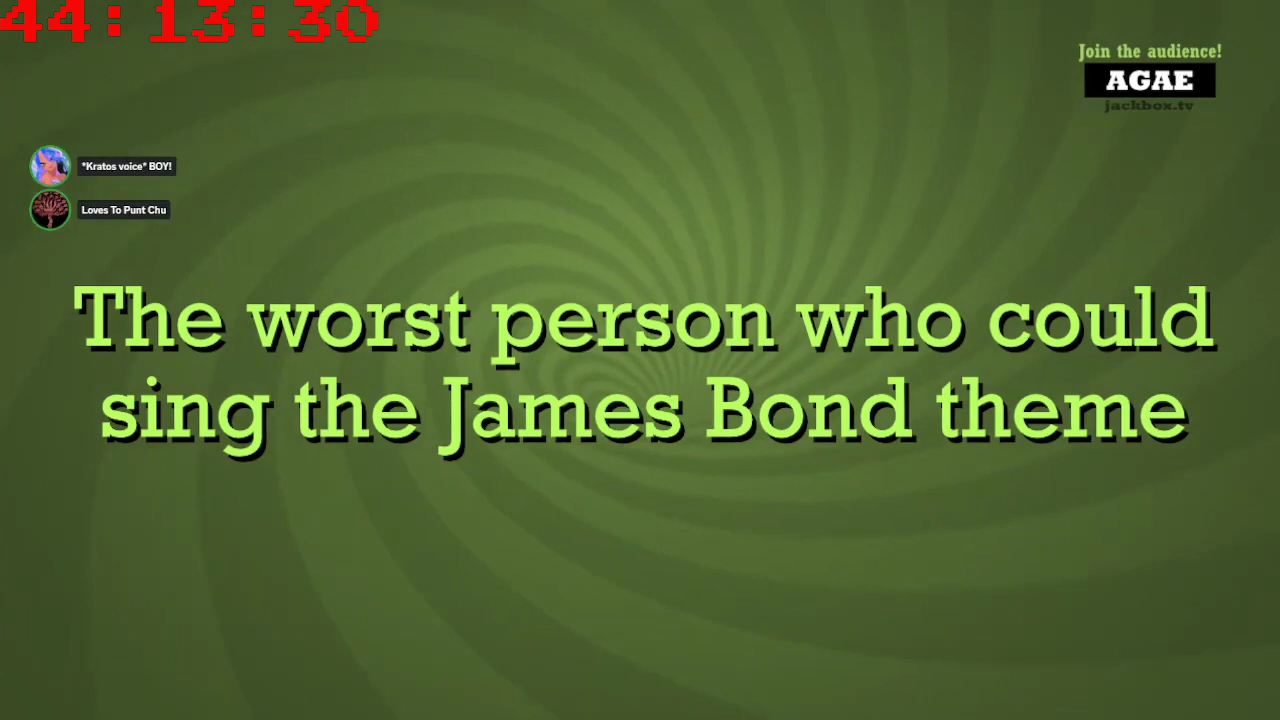 44:13:30
Join the audience!
AGAE
jackbox.tv
*Kratos voice* BOY!
Loves To Punt Chu
The worst person who could
sing the James Bond theme